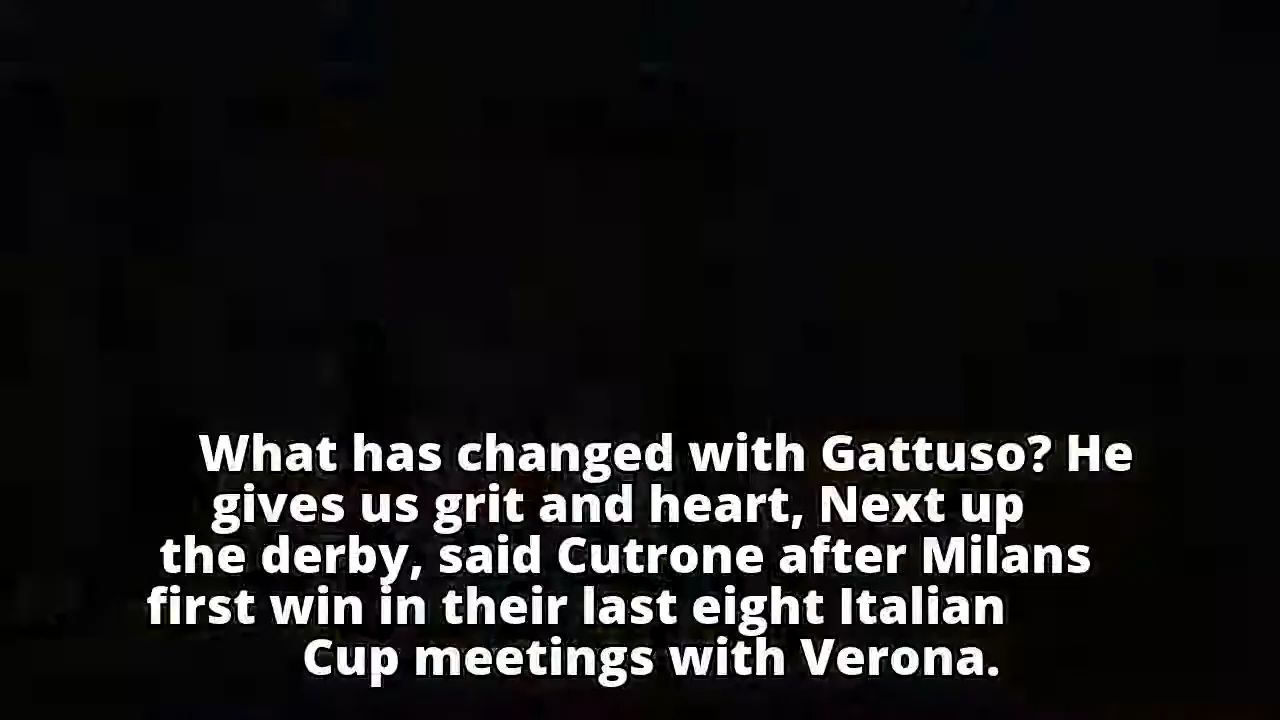 What has changed with Gattuso? He
gives us grit and heart, Next up
the derby, said Cutrone after Milans
first win in their last eight Italian
Cup meetings with Verona.